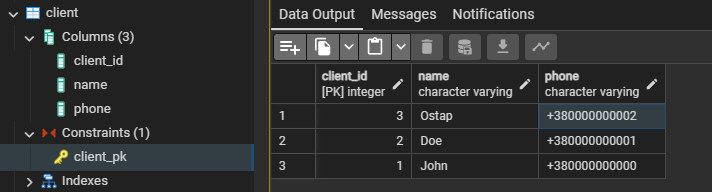 client
Columns (3)
client_id
name
phone
Constraints (1)
client_pk
Indexes
Data Output Messages Notifications
client_id name phone
[PK] integer character varying character varying
1 3 Ostap +380000000002
2 2 Doe +380000000001
3 1 John +380000000000